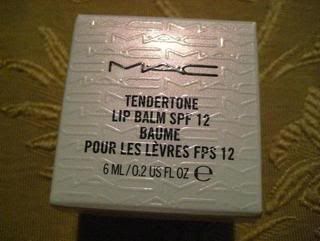 MAC
TENDERTONE
LIP BALM SPF 12
BAUME
POUR LES LÈVRES FPS 12
6 ML/0.2 US FL OZ ℮